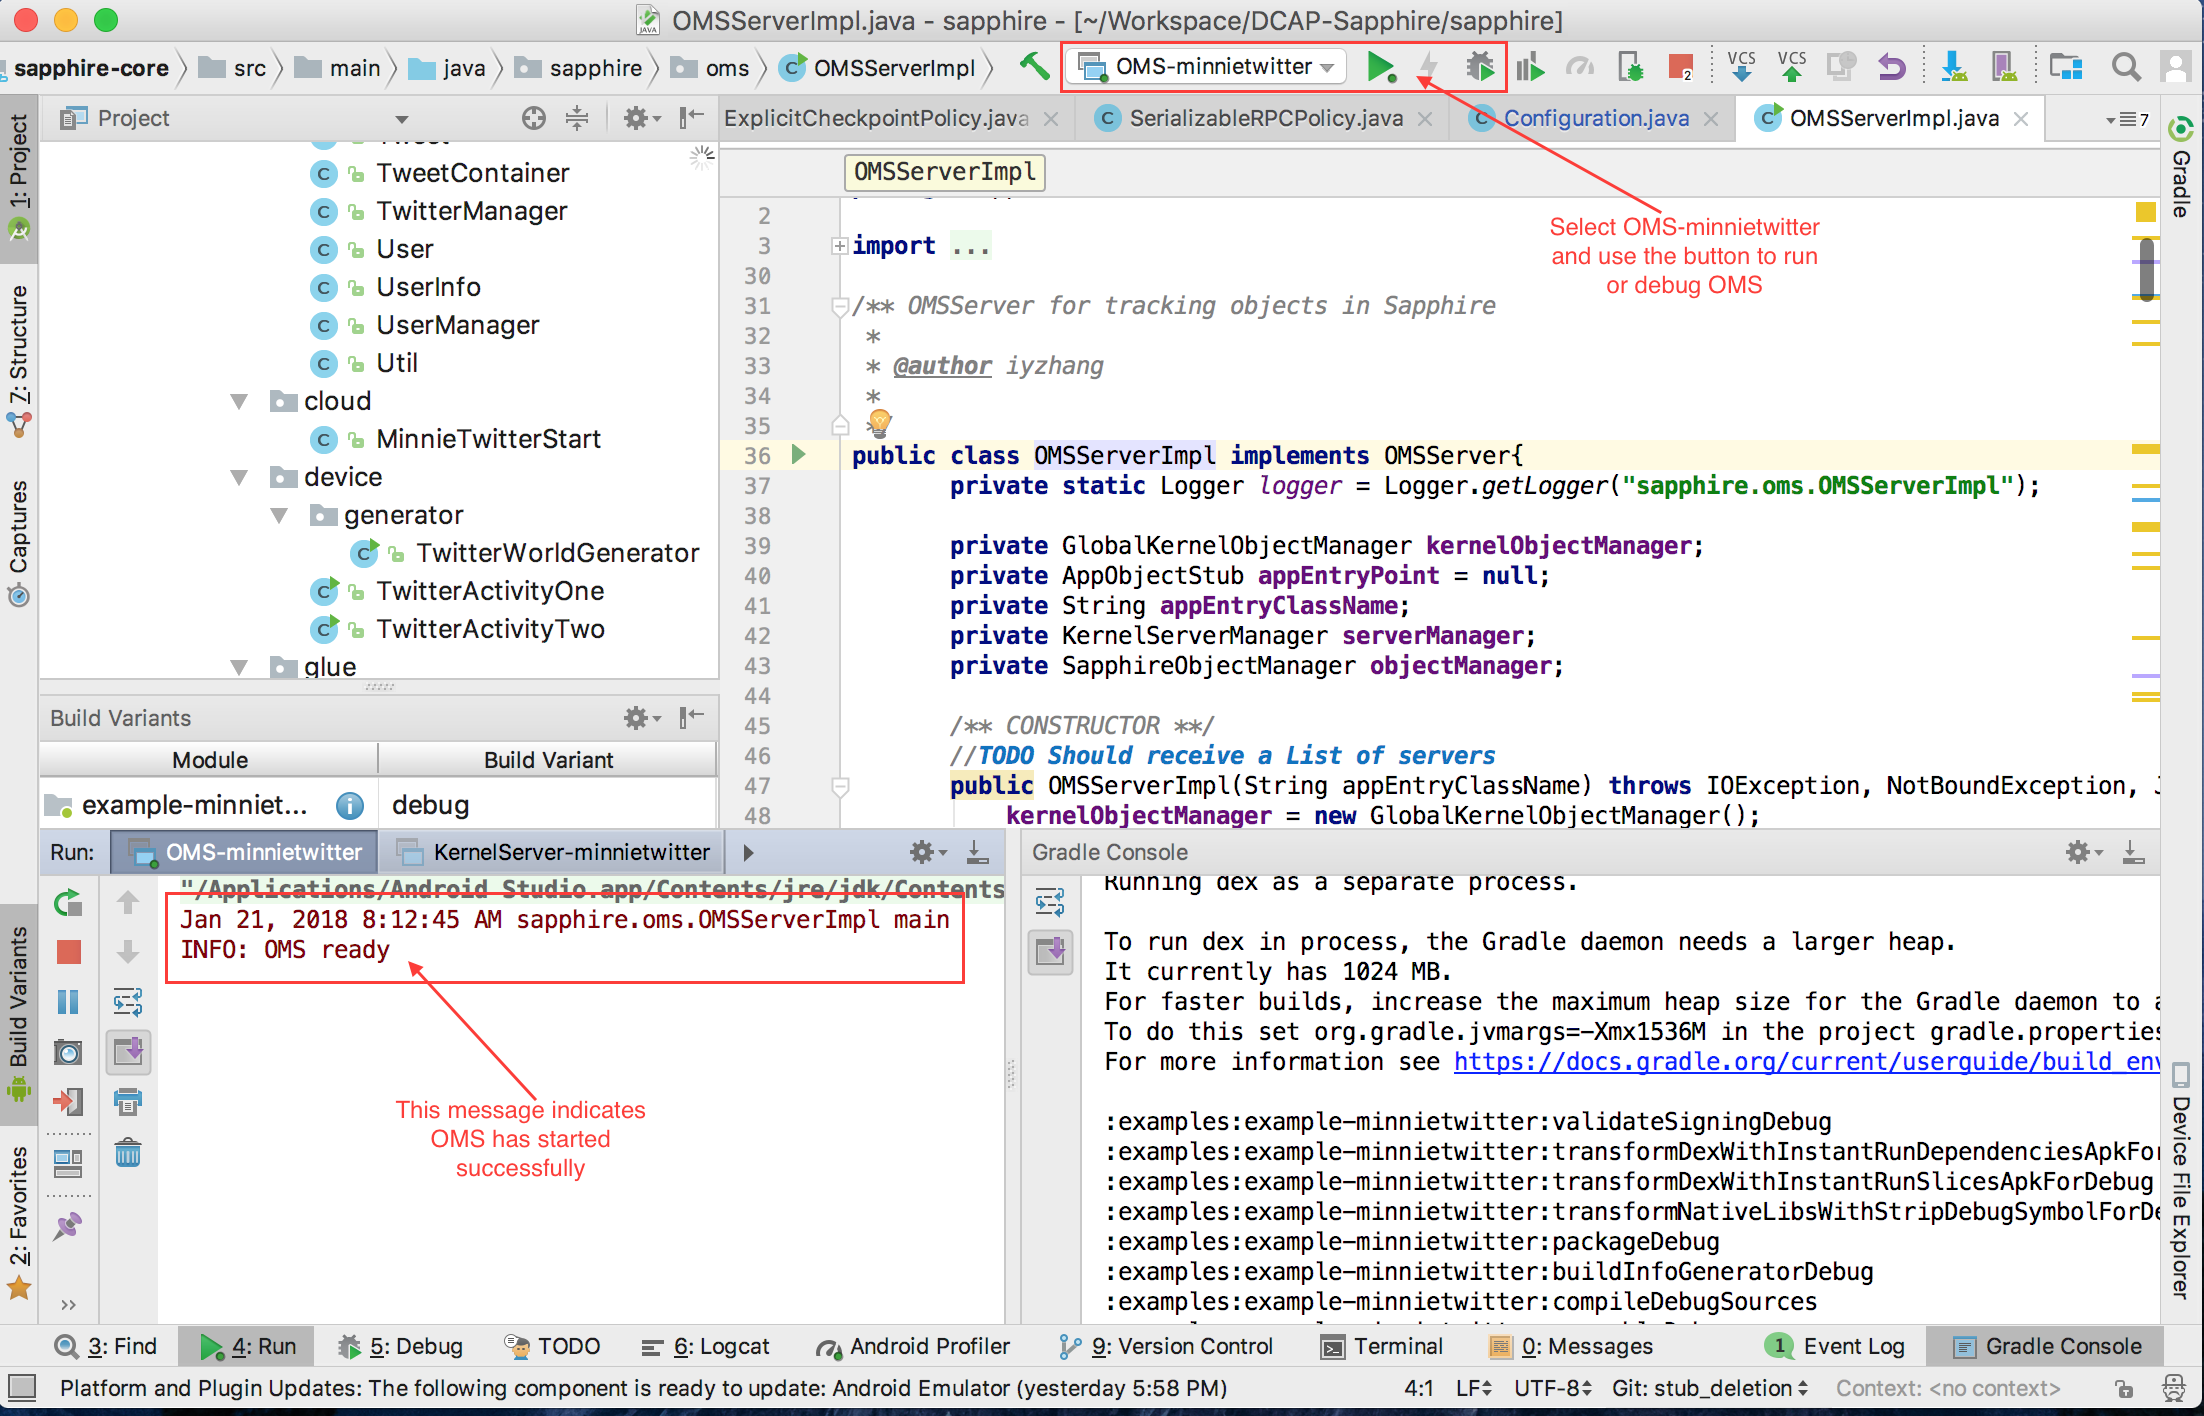 OMSServerImpl.java - sapphire - [~/Workspace/DCAP-Sapphire/sapphire]
sapphire-core src main java sapphire oms OMSServerImpl
OMS-minnietwitter
2
VCS VCS
Project
ExplicitCheckpointPolicy.java
SerializableRPCPolicy.java
Configuration.java
OMSServerImpl.java
7
1: Project
7: Structure
Captures
Build Variants
2: Favorites
Gradle
Device File Explorer
Tweet
TweetContainer
TwitterManager
User
UserInfo
UserManager
Util
cloud
MinnieTwitterStart
device
generator
TwitterWorldGenerator
TwitterActivityOne
TwitterActivityTwo
glue
Build Variants
Module Build Variant
example-minniet... debug
OMSServerImpl
2
3 import ...
30
31 /** OMSServer for tracking objects in Sapphire
32 *
33 * @author iyzhang
34 *
35
36 public class OMSServerImpl implements OMSServer{
37 private static Logger logger = Logger.getLogger("sapphire.oms.OMSServerImpl");
38
39 private GlobalKernelObjectManager kernelObjectManager;
40 private AppObjectStub appEntryPoint = null;
41 private String appEntryClassName;
42 private KernelServerManager serverManager;
43 private SapphireObjectManager objectManager;
44
45 /** CONSTRUCTOR **/
46 //TODO Should receive a List of servers
47 public OMSServerImpl(String appEntryClassName) throws IOException, NotBoundException, J
48 kernelObjectManager = new GlobalKernelObjectManager();
Select OMS-minnietwitter
and use the button to run
or debug OMS
Run: OMS-minnietwitter KernelServer-minnietwitter
"/Applications/Android Studio.app/Contents/jre/jdk/Contents
Jan 21, 2018 8:12:45 AM sapphire.oms.OMSServerImpl main
INFO: OMS ready
This message indicates
OMS has started
successfully
Gradle Console
Running dex as a separate process.
To run dex in process, the Gradle daemon needs a larger heap.
It currently has 1024 MB.
For faster builds, increase the maximum heap size for the Gradle daemon to a
To do this set org.gradle.jvmargs=-Xmx1536M in the project gradle.properties
For more information see https://docs.gradle.org/current/userguide/build_env
:examples:example-minnietwitter:validateSigningDebug
:examples:example-minnietwitter:transformDexWithInstantRunDependenciesApkFor
:examples:example-minnietwitter:transformDexWithInstantRunSlicesApkForDebug
:examples:example-minnietwitter:transformNativeLibsWithStripDebugSymbolForDe
:examples:example-minnietwitter:packageDebug
:examples:example-minnietwitter:buildInfoGeneratorDebug
:examples:example-minnietwitter:compileDebugSources
3: Find 4: Run 5: Debug TODO 6: Logcat Android Profiler 9: Version Control Terminal 0: Messages 1 Event Log Gradle Console
Platform and Plugin Updates: The following component is ready to update: Android Emulator (yesterday 5:58 PM) 4:1 LF UTF-8 Git: stub_deletion Context: <no context>